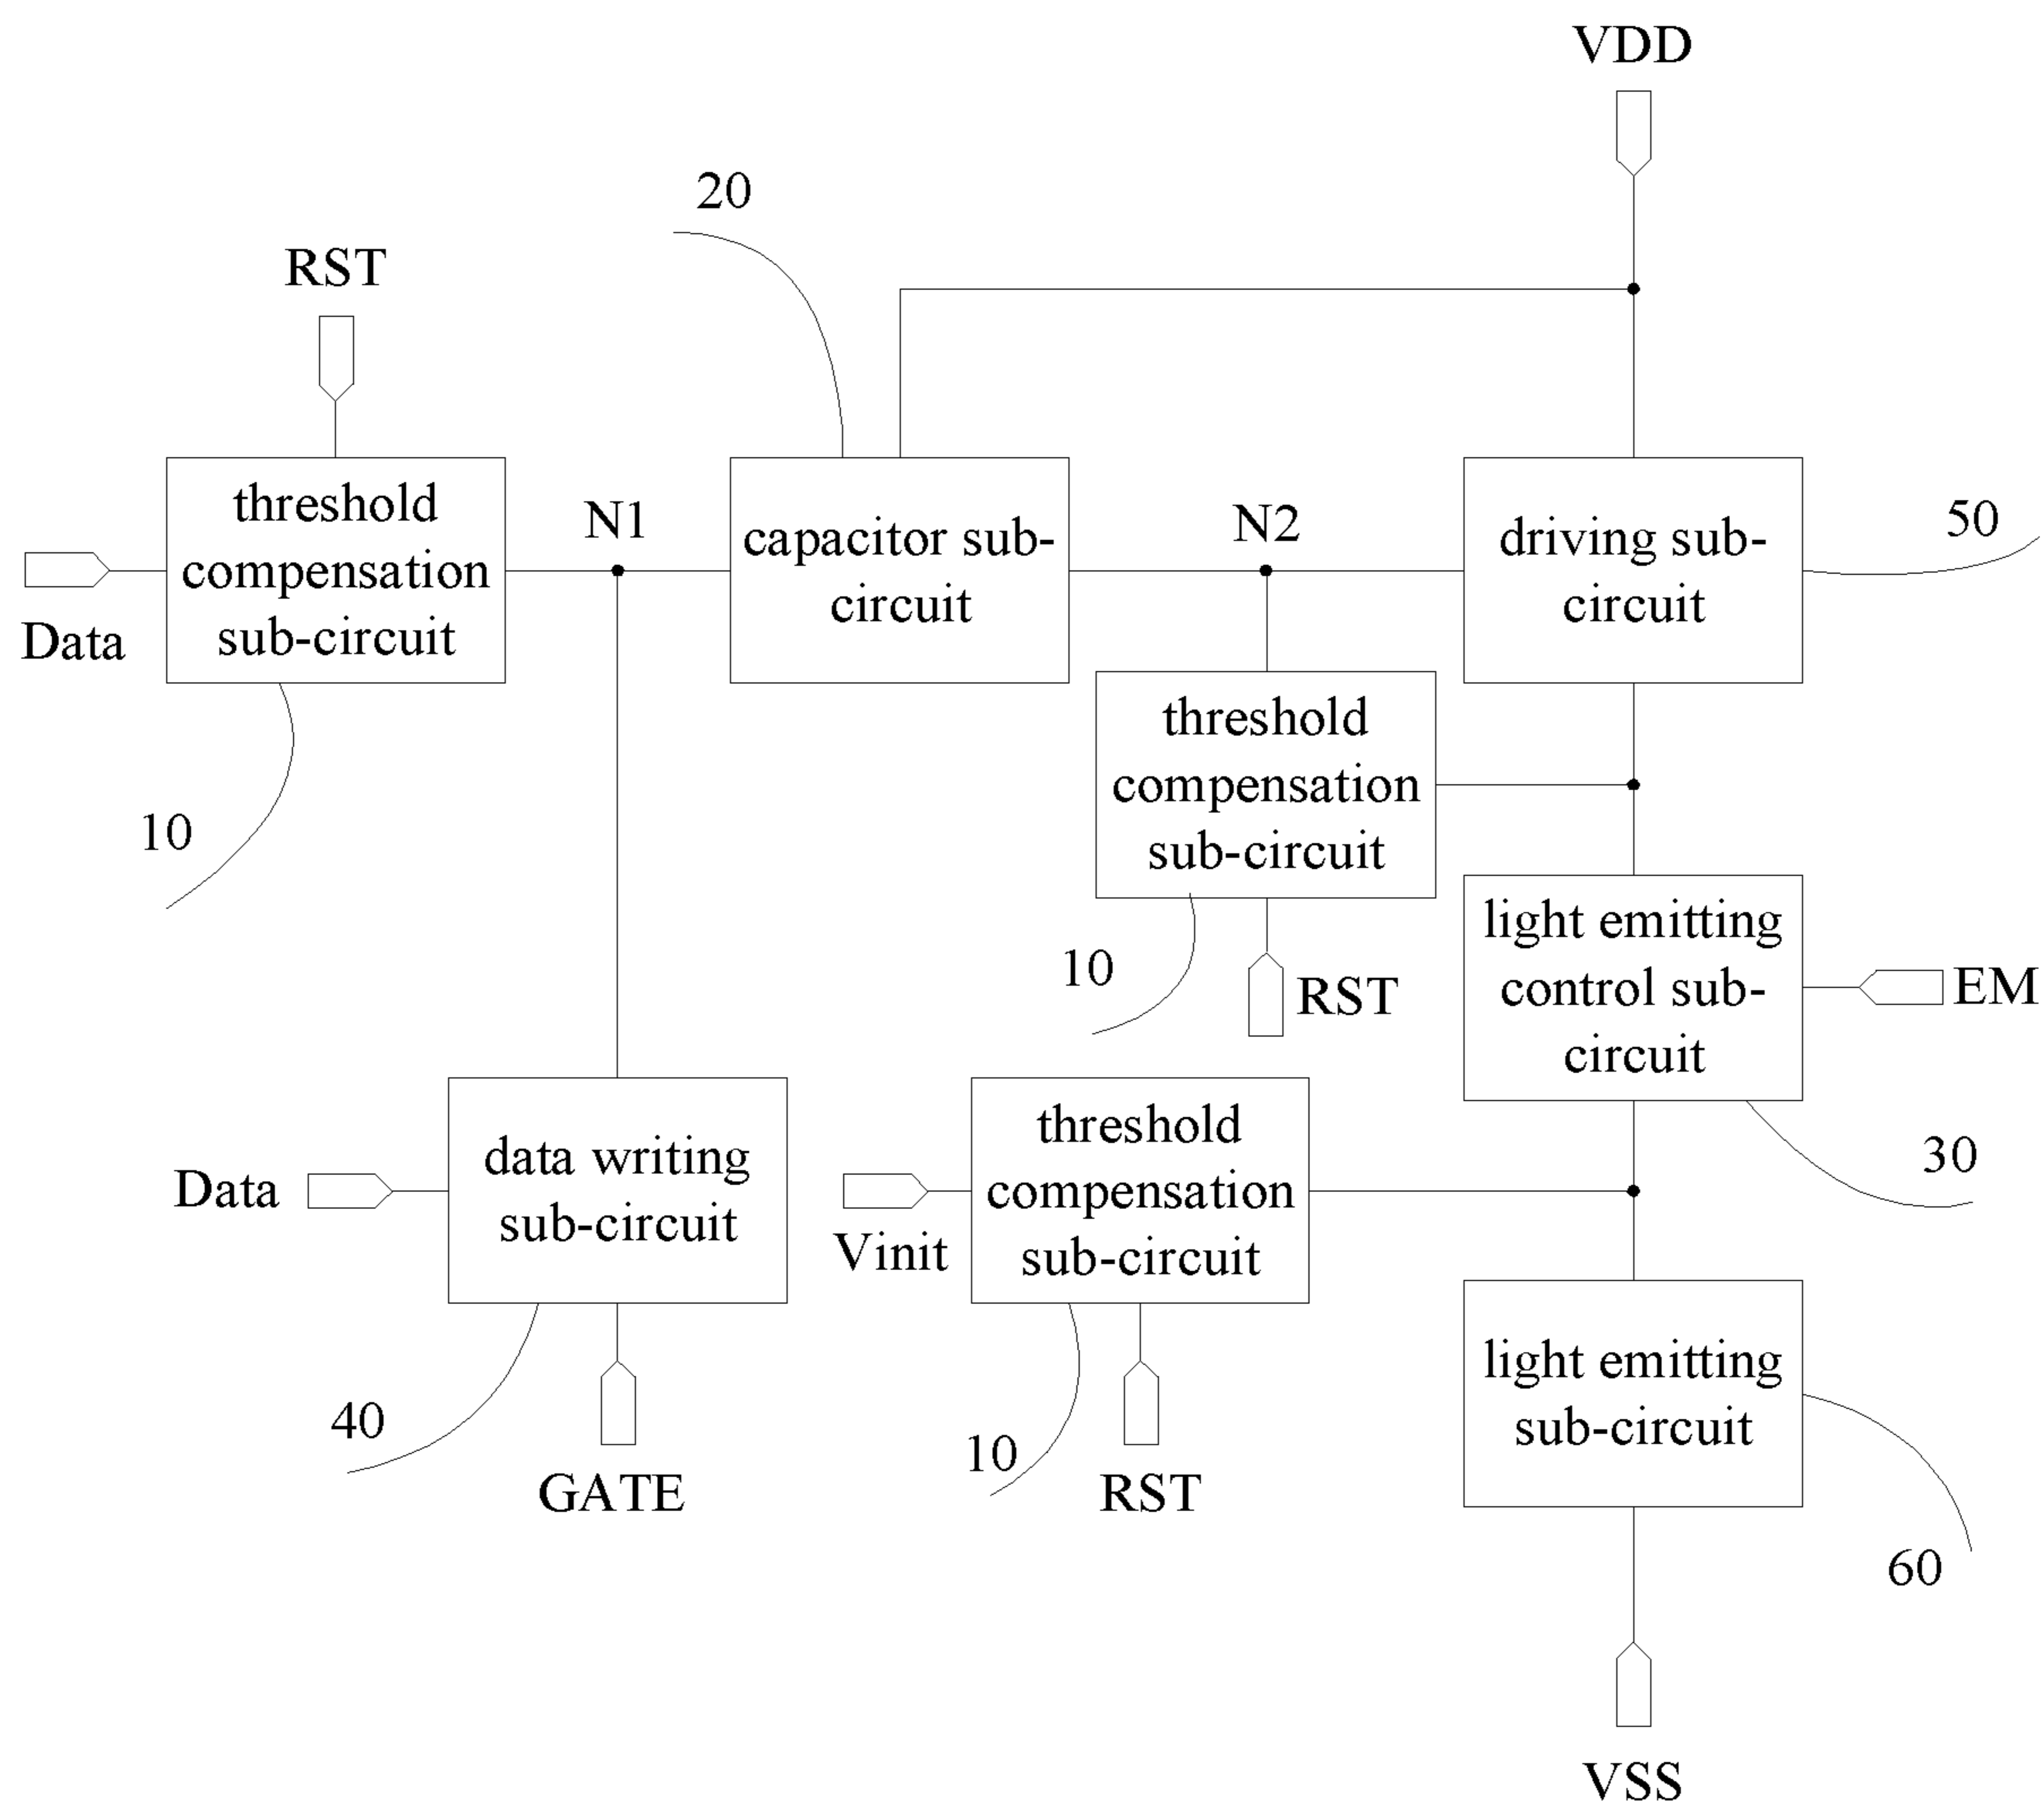 VDD
20
RST
N1
N2
50
threshold
compensation
sub-circuit
capacitor sub-
circuit
driving sub-
circuit
Data
threshold
compensation
sub-circuit
10
10
RST
light emitting
control sub-
circuit
EM
data writing
sub-circuit
Data
threshold
compensation
sub-circuit
Vinit
30
light emitting
sub-circuit
40
GATE
10
RST
60
VSS